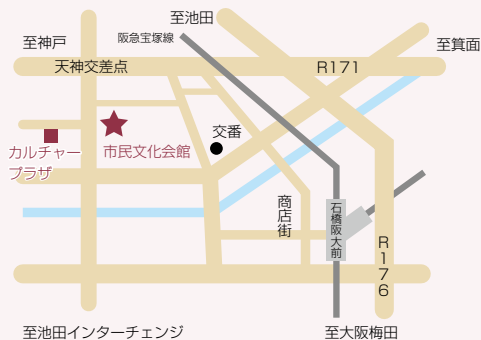 至池田
至神戸
阪急宝塚線
至箕面
天神交差点
R171
交番
カルチャー
プラザ
市民文化会館
商店街
石橋阪大前
R176
至池田インターチェンジ
至大阪梅田